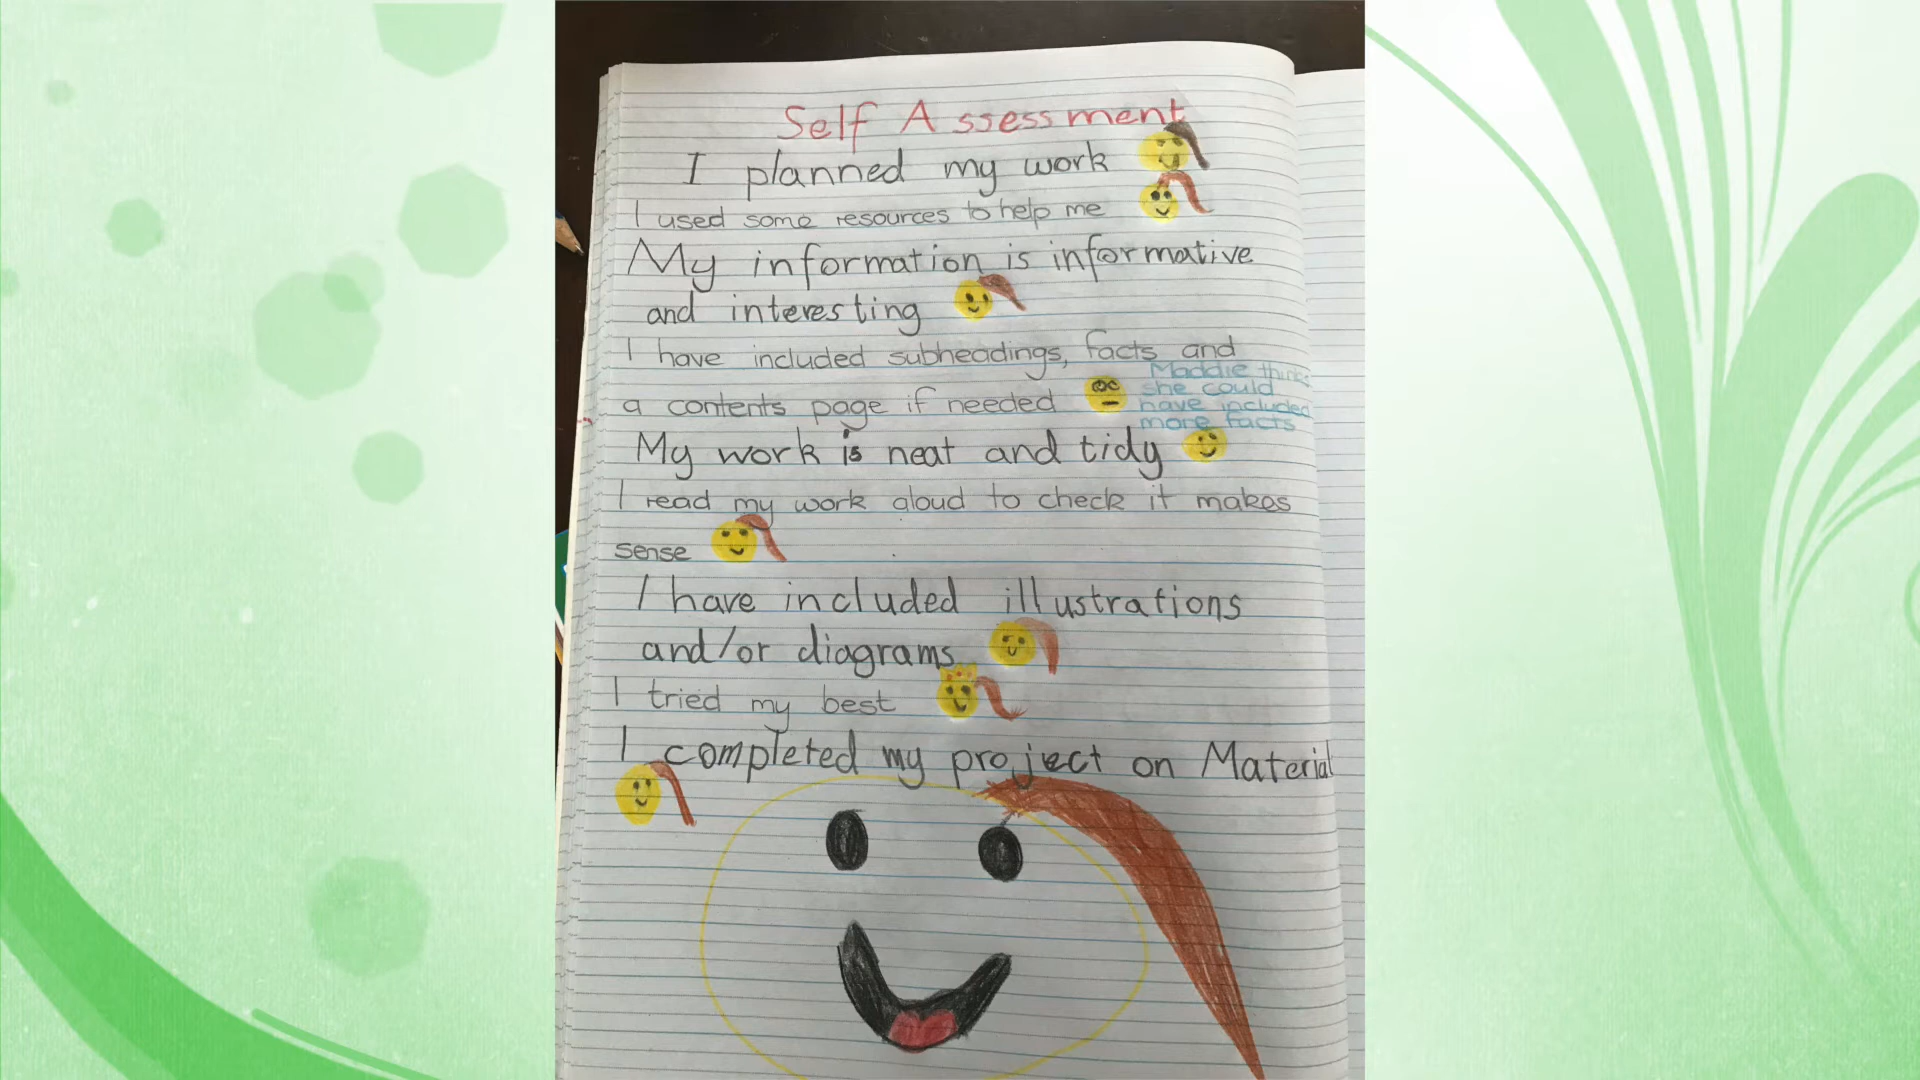 Self Assessment
I planned my work
I used some resources to help me
My information is informative
and interesting
I have included subheadings, facts and
a contents page if needed
Maddie thinks
she could
have included
more facts
My work is neat and tidy
I read my work aloud to check it makes
sense
I have included illustrations
and/or diagrams
I tried my best
I completed my project on Material